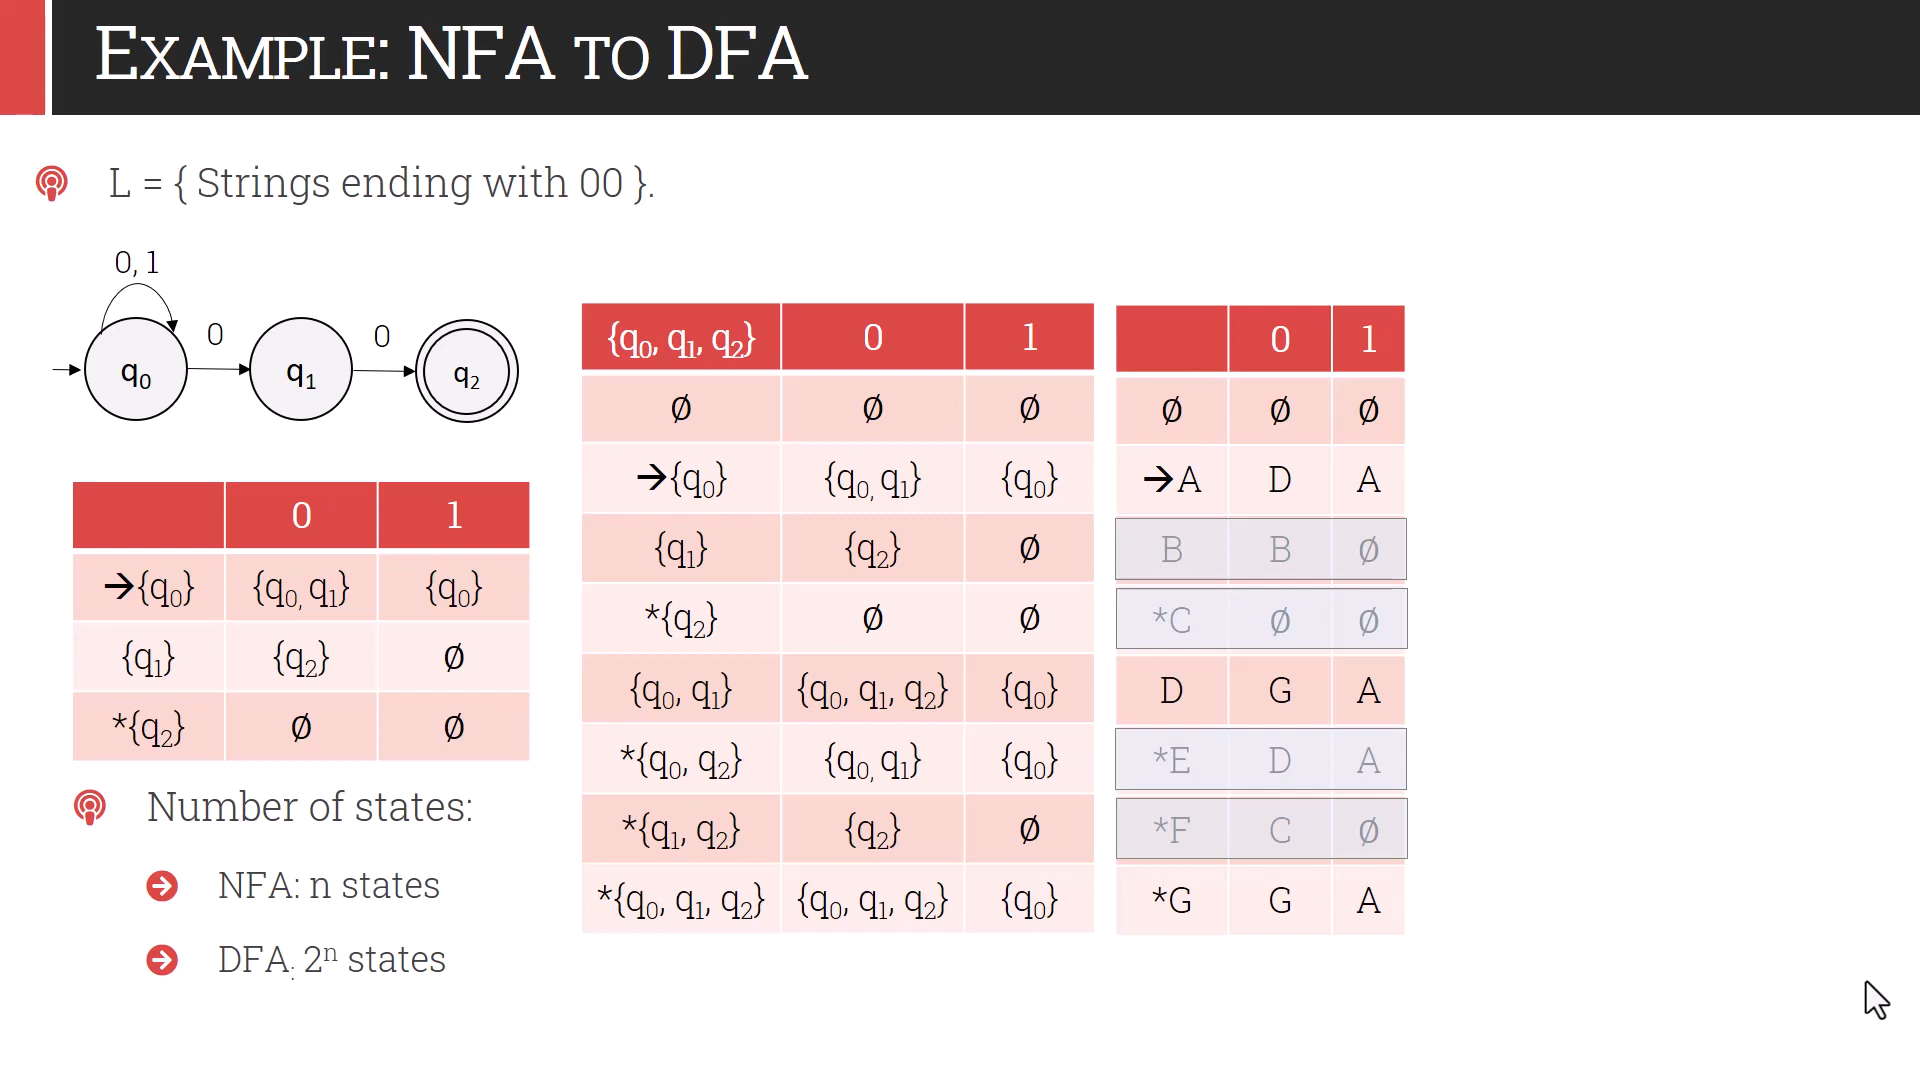 EXAMPLE: NFA TO DFA
L = { Strings ending with 00 }.
0, 1
0
0
q0
q1
q2
0 1
→{q0} {q0, q1} {q0}
{q1} {q2} ∅
*{q2} ∅ ∅
Number of states:
NFA: n states
DFA: 2ⁿ states
{q0, q1, q2} 0 1
∅ ∅ ∅
→{q0} {q0, q1} {q0}
{q1} {q2} ∅
*{q2} ∅ ∅
{q0, q1} {q0, q1, q2} {q0}
*{q0, q2} {q0, q1} {q0}
*{q1, q2} {q2} ∅
*{q0, q1, q2} {q0, q1, q2} {q0}
0 1
∅ ∅ ∅
→A D A
B B ∅
*C ∅ ∅
D G A
*E D A
*F C ∅
*G G A